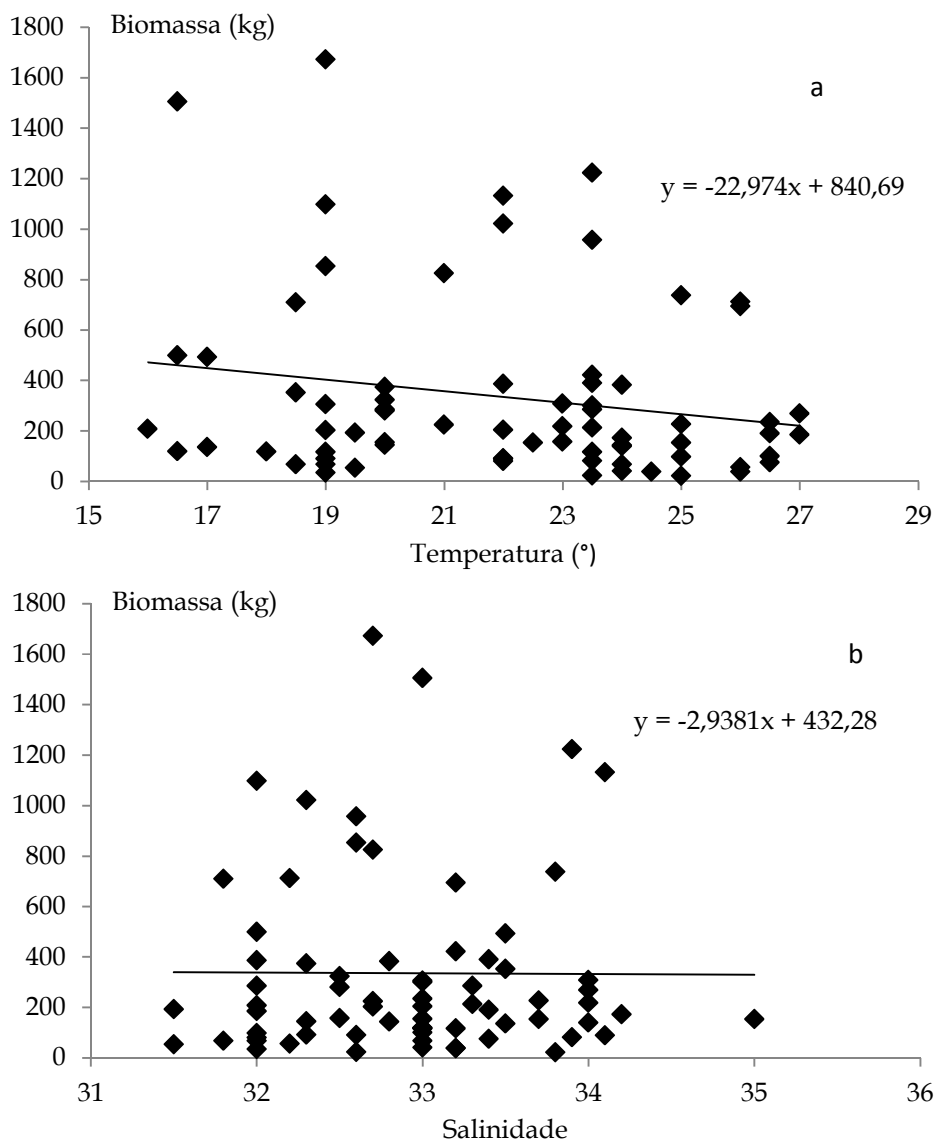 Biomassa (kg)
1800
1600
1400
1200
1000
800
600
400
200
0
a
y = -22,974x + 840,69
15 17 19 21 23 25 27 29
Temperatura (°)
Biomassa (kg)
1800
1600
1400
1200
1000
800
600
400
200
0
b
y = -2,9381x + 432,28
31 32 33 34 35 36
Salinidade